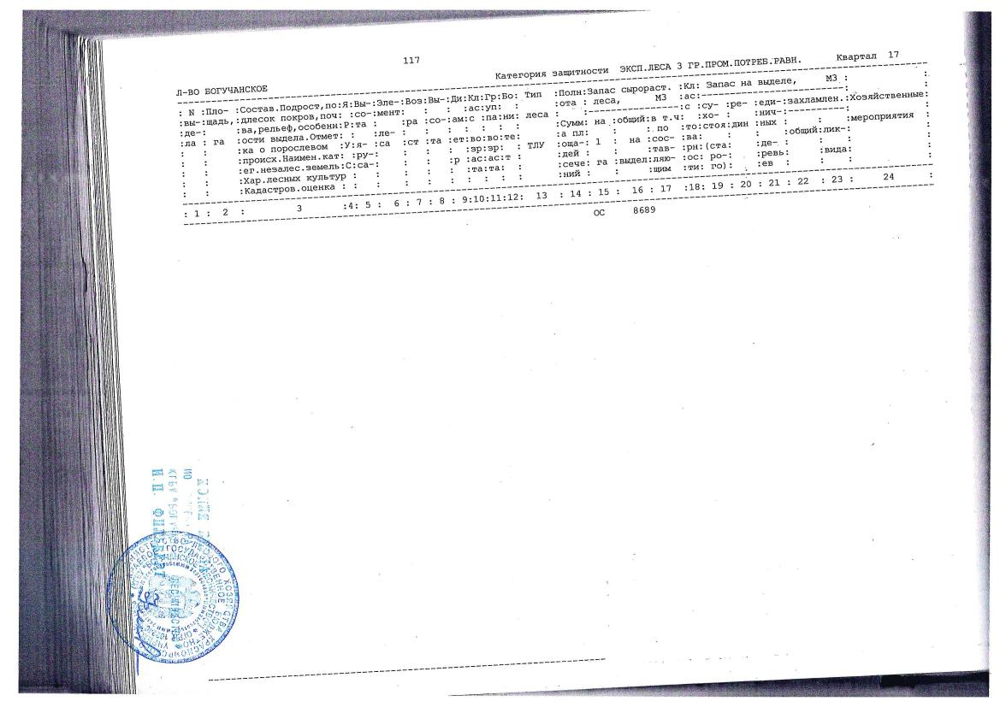 117
Категория защитности ЭКСП.ЛЕСА 3 ГР.ПРОМ.ПОТРЕБ.РАВН. Квартал 17
Л-ВО БОГУЧАНСКОЕ
: N :Пло- :Состав.Подрост,по:Я:Вы-:Эле-:Воз:Вы-:Ди:Кл:Гр:Бо: Тип :Полн:Запас сырораст. :Кл: Запас на выделе, М3 :
:вы-:щадь,:длесок покров,поч: :со-:мент: : : :ас:уп: : :ота : леса, М3 :ас:-----------------------:Хозяйственные:
:де-: :ва,рельеф,особенн:Р:та : :ра :со-:ам:с :па:ни: леса :----------------:с :су- :ре- :еди-:захламлен.:
:ла : га :ости выдела.Отмет: : :ле- : : : : : : : :Сумм: на :общий:в т.ч: :хо- : :нич-:----------:мероприятия :
: : :ка о порослевом :У:я- :са :ст :та :ет:во:во:те: :а пл: : :. по :то:стоя:дин :ных : : :
: : :происх.Наимен.кат: :ру-: : : : :эр:эр: : ТЛУ :оща-: 1 : на :сос- :ва: : : :общий:лик-:
: : :ег.незалес.земель:С:са-: : : :р :ас:ас:т : :дей : : :тав- :рн:(ста: :де- : : :
: : :Хар.лесных культур : : : : : :та:та: : :сече: га :выдел:ляю- :ос: ро- : :ревь: :вида:
: : :Кадастров.оценка : : : : : : : : : : :ний : : :щим :ти: го): :ев : : :
: 1 : 2 : 3 :4: 5 : 6 : 7 : 8 : 9:10:11:12: 13 : 14 : 15 : 16 : 17 :18: 19 : 20 : 21 : 22 : 23 : 24 :
ОС 8689